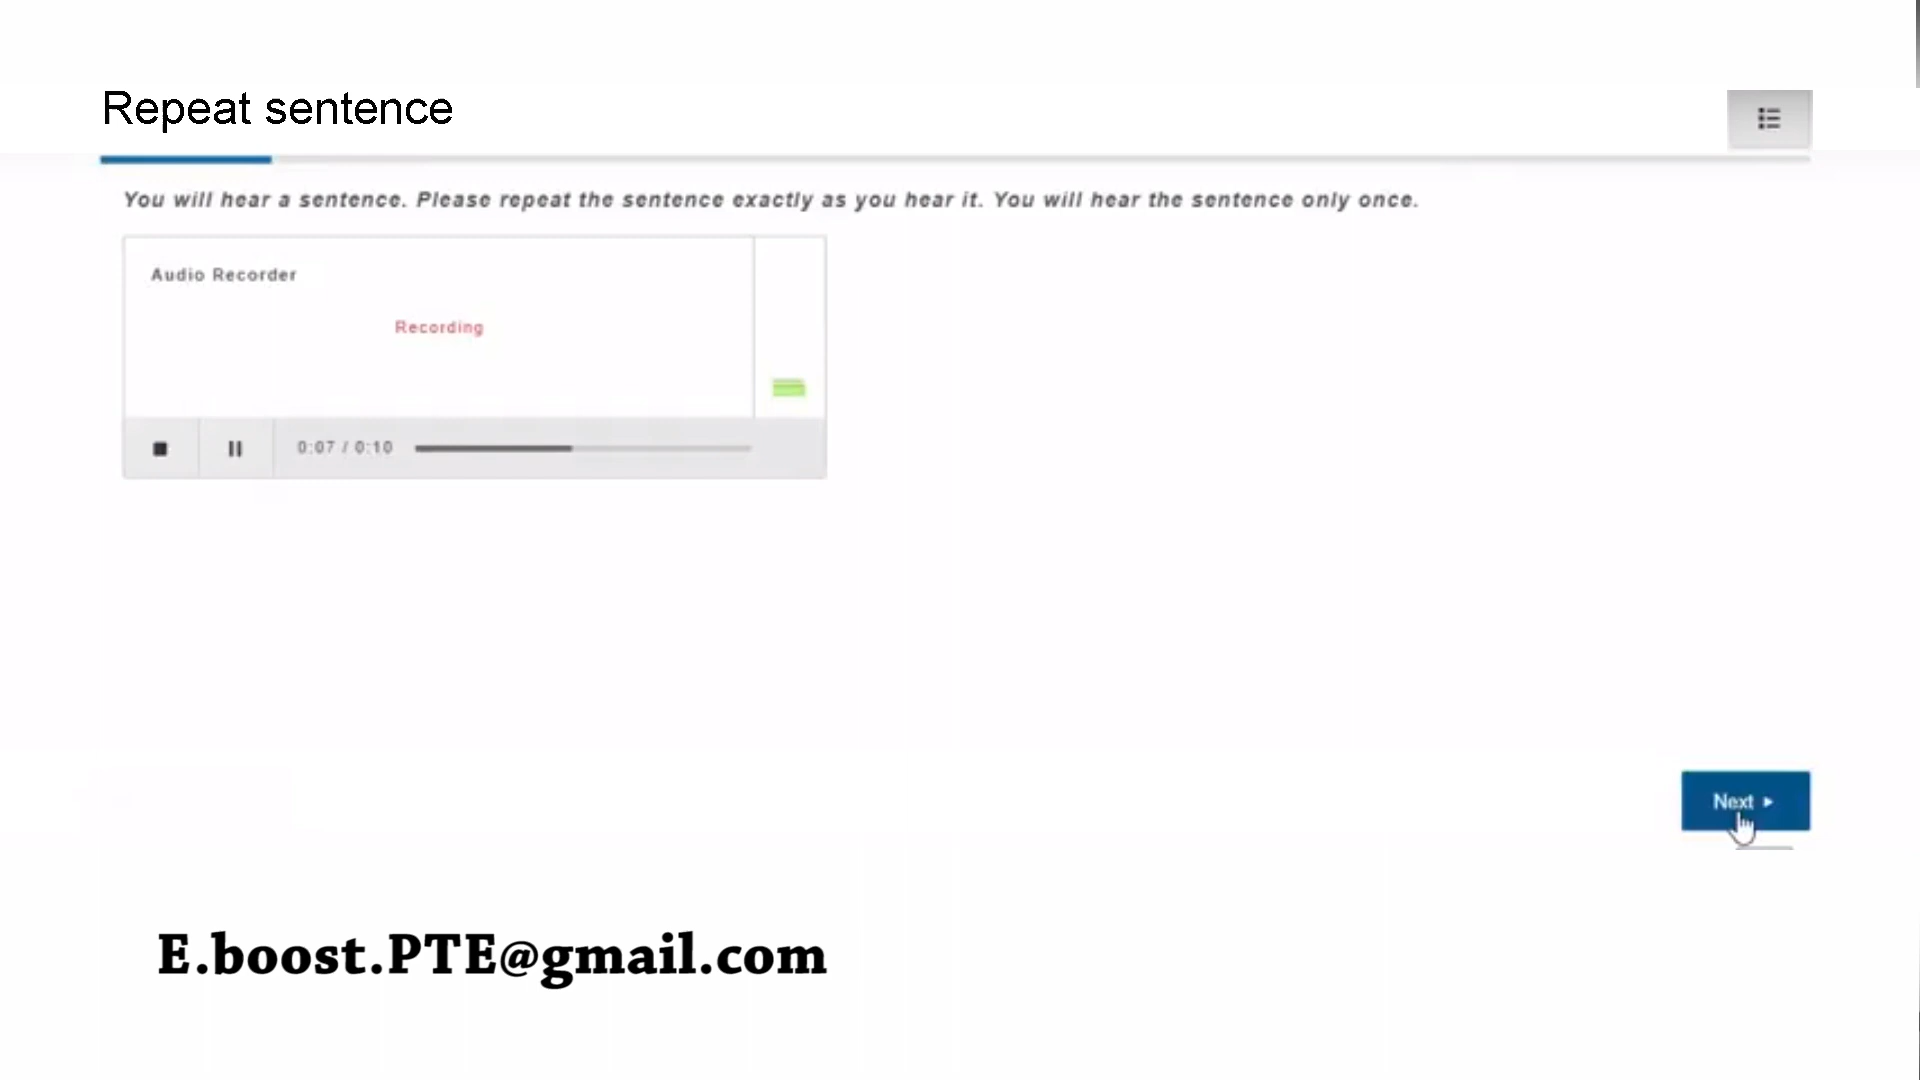 Repeat sentence
You will hear a sentence. Please repeat the sentence exactly as you hear it. You will hear the sentence only once.
Audio Recorder
Recording
0:07 / 0:10
Next
E.boost.PTE@gmail.com